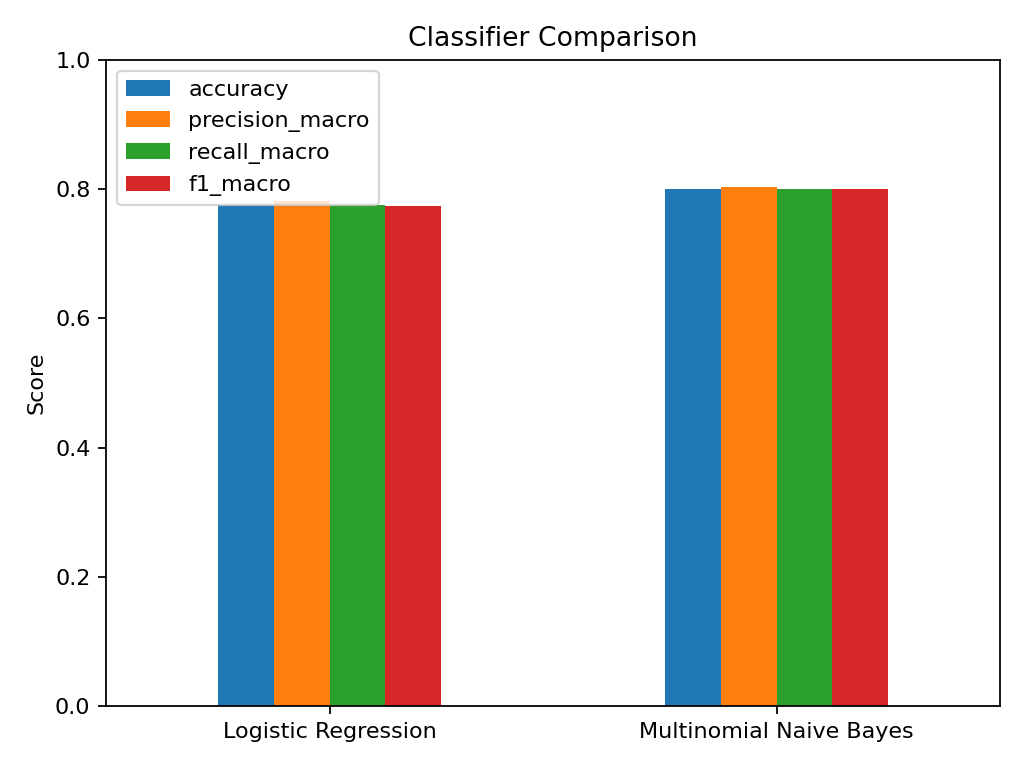 Classifier Comparison
1.0
0.8
0.6
0.4
0.2
0.0
Score
accuracy
precision_macro
recall_macro
f1_macro
Logistic Regression
Multinomial Naive Bayes